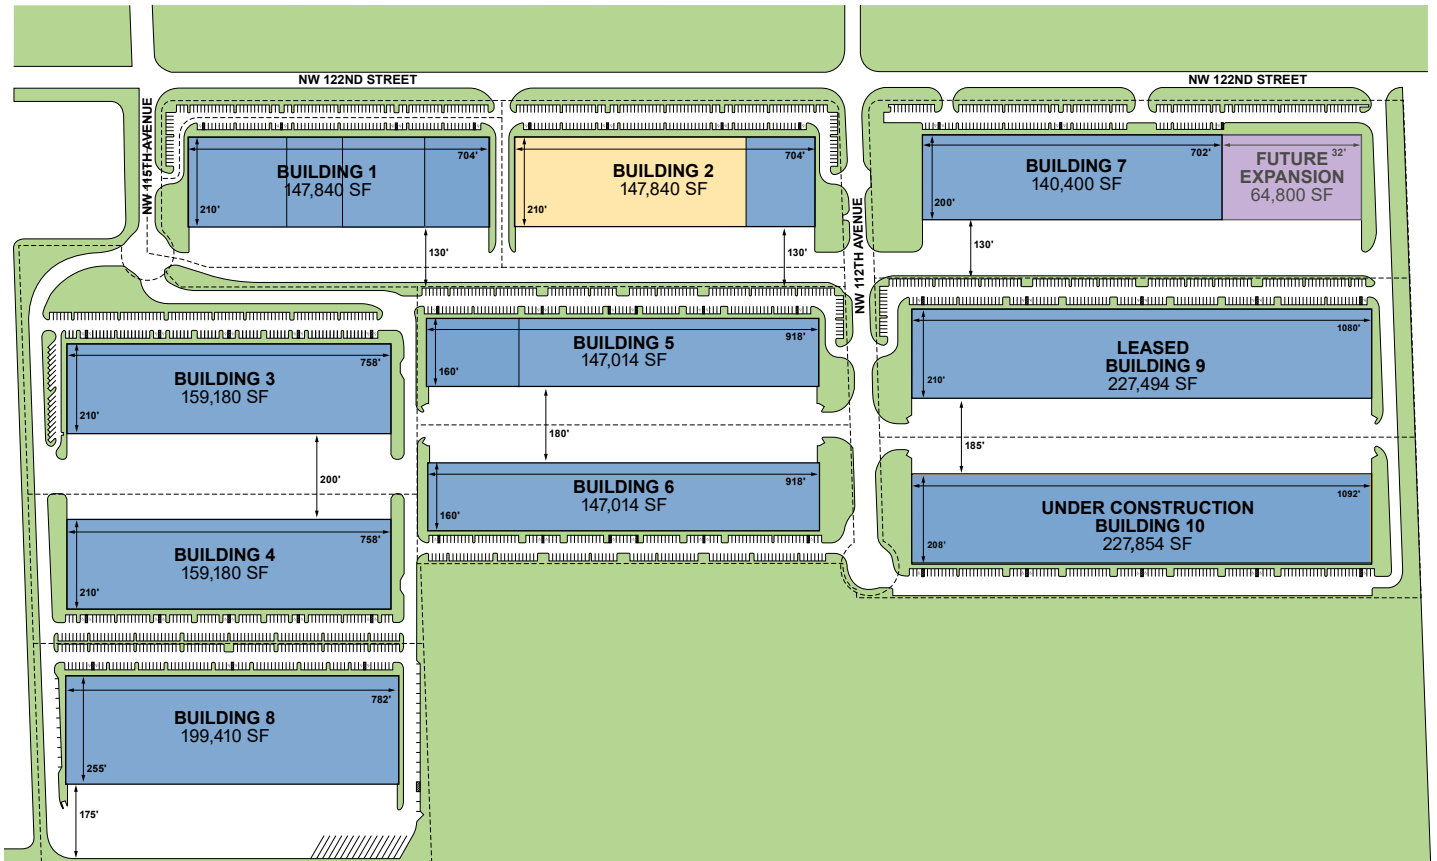 NW 122ND STREET
NW 122ND STREET
NW 115TH AVENUE
704'
BUILDING 1
147,840 SF
210'
130'
704'
BUILDING 2
147,840 SF
210'
130'
NW 112TH AVENUE
702'
BUILDING 7
140,400 SF
200'
130'
32'
FUTURE
EXPANSION
64,800 SF
758'
BUILDING 3
159,180 SF
210'
200'
918'
BUILDING 5
147,014 SF
160'
180'
1080'
LEASED
BUILDING 9
227,494 SF
210'
185'
918'
BUILDING 6
147,014 SF
160'
1092'
UNDER CONSTRUCTION
BUILDING 10
227,854 SF
208'
758'
BUILDING 4
159,180 SF
210'
782'
BUILDING 8
199,410 SF
255'
175'